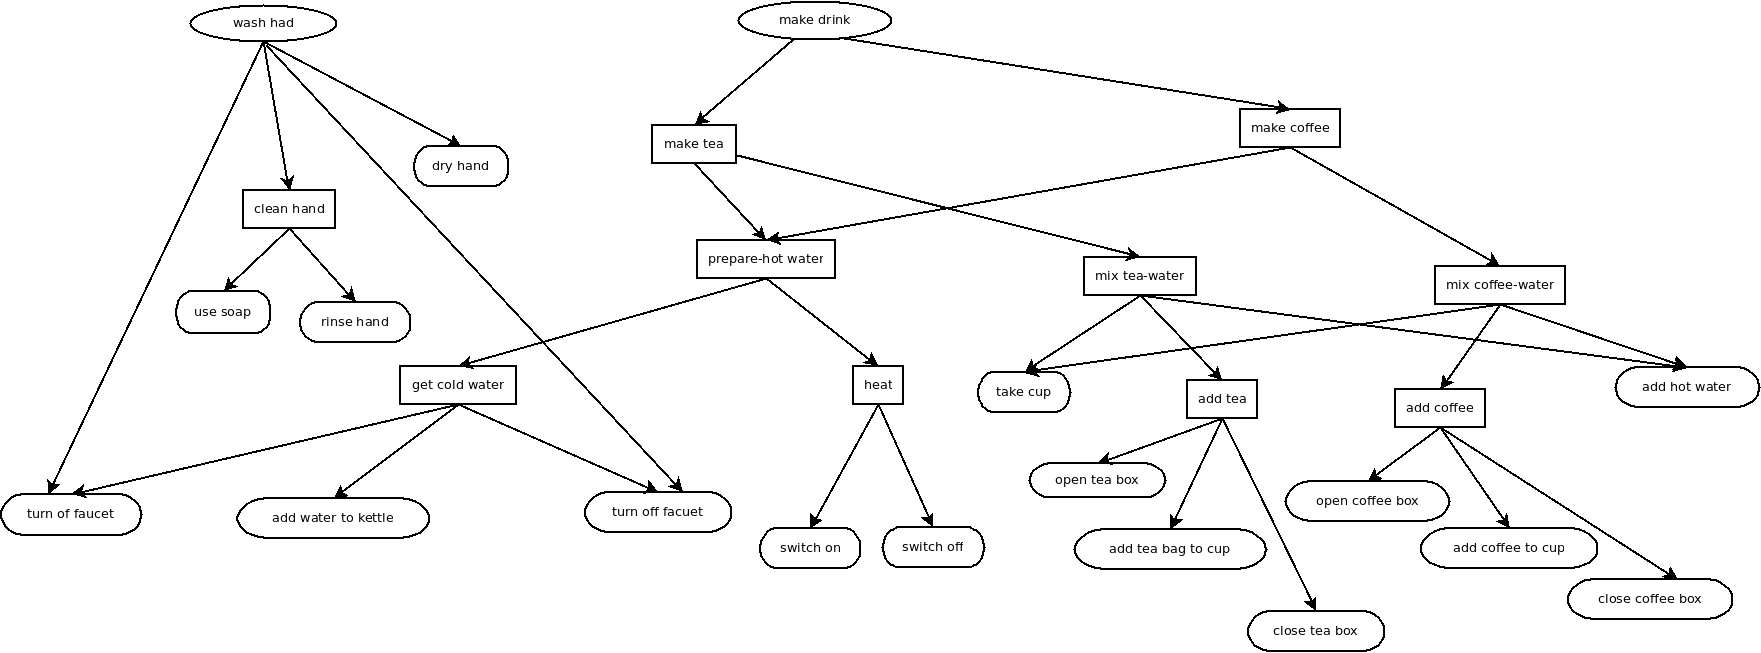 wash had
make drink
make tea
make coffee
dry hand
clean hand
prepare-hot water
mix tea-water
mix coffee-water
use soap
rinse hand
get cold water
heat
take cup
add tea
add coffee
add hot water
open tea box
open coffee box
turn of faucet
add water to kettle
turn off facuet
switch on
switch off
add tea bag to cup
add coffee to cup
close coffee box
close tea box